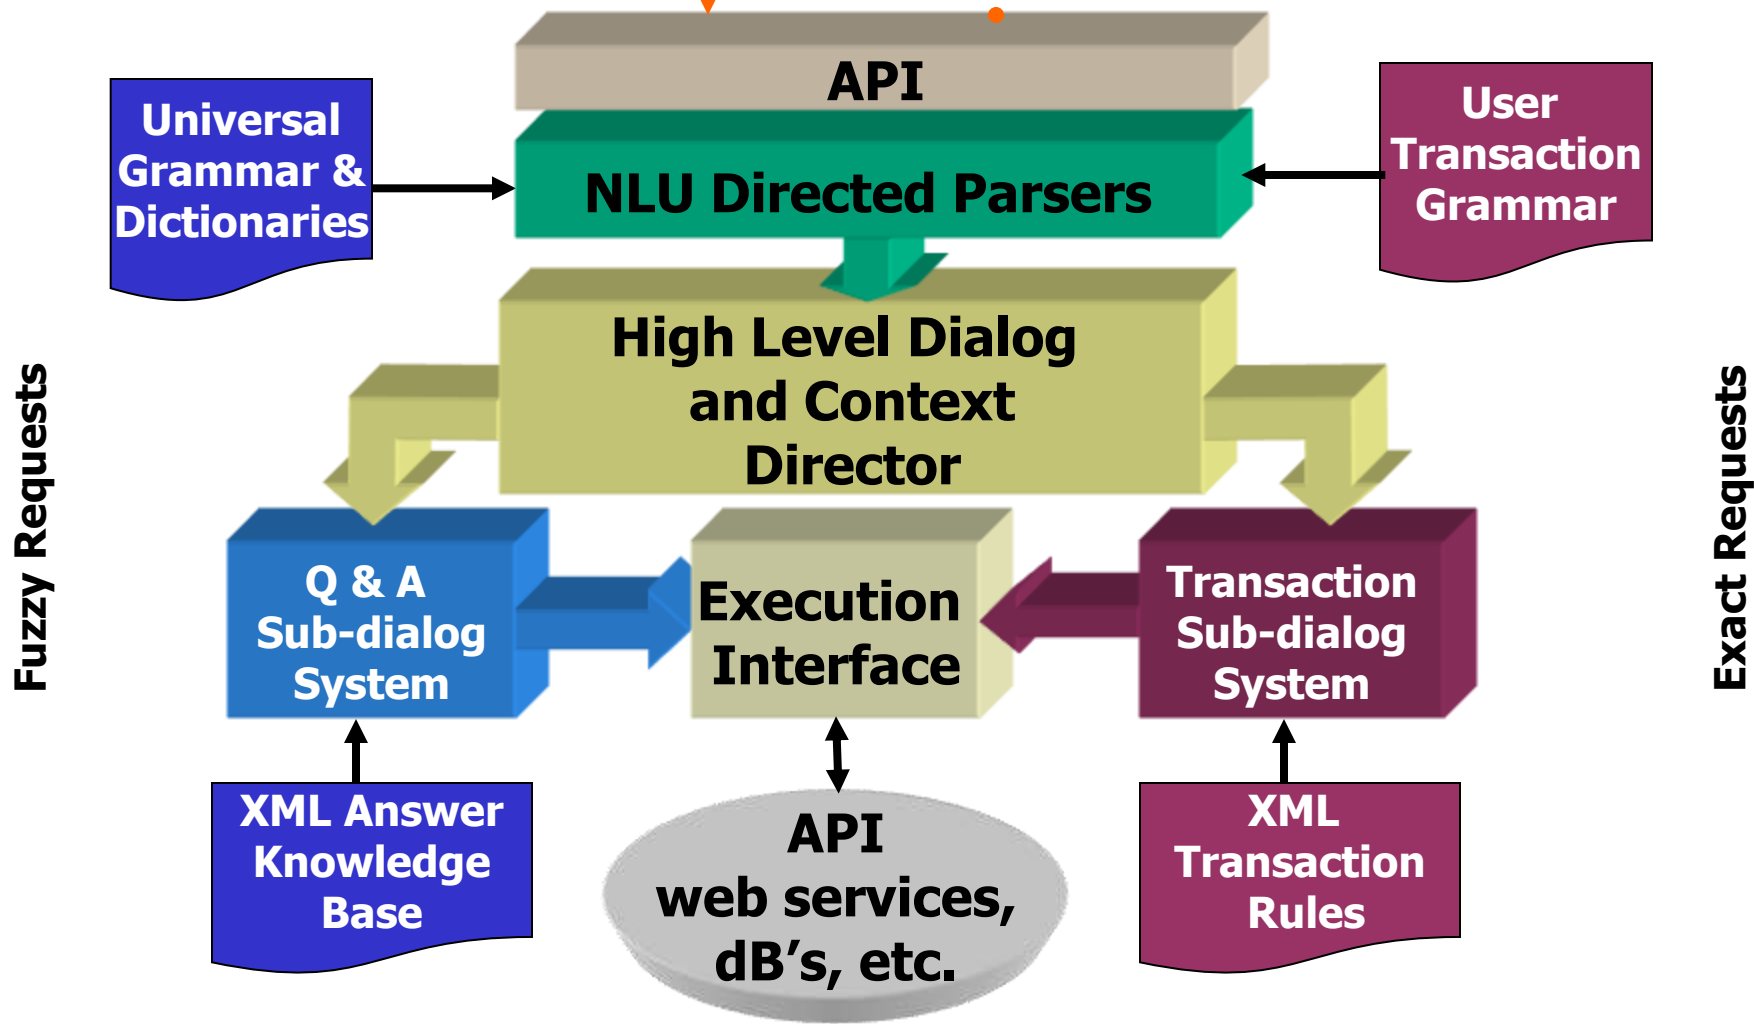 API
Universal
Grammar &
Dictionaries
NLU Directed Parsers
User
Transaction
Grammar
High Level Dialog
and Context
Director
Fuzzy Requests
Exact Requests
Q & A
Sub-dialog
System
Execution
Interface
Transaction
Sub-dialog
System
XML Answer
Knowledge
Base
API
web services,
dB’s, etc.
XML
Transaction
Rules